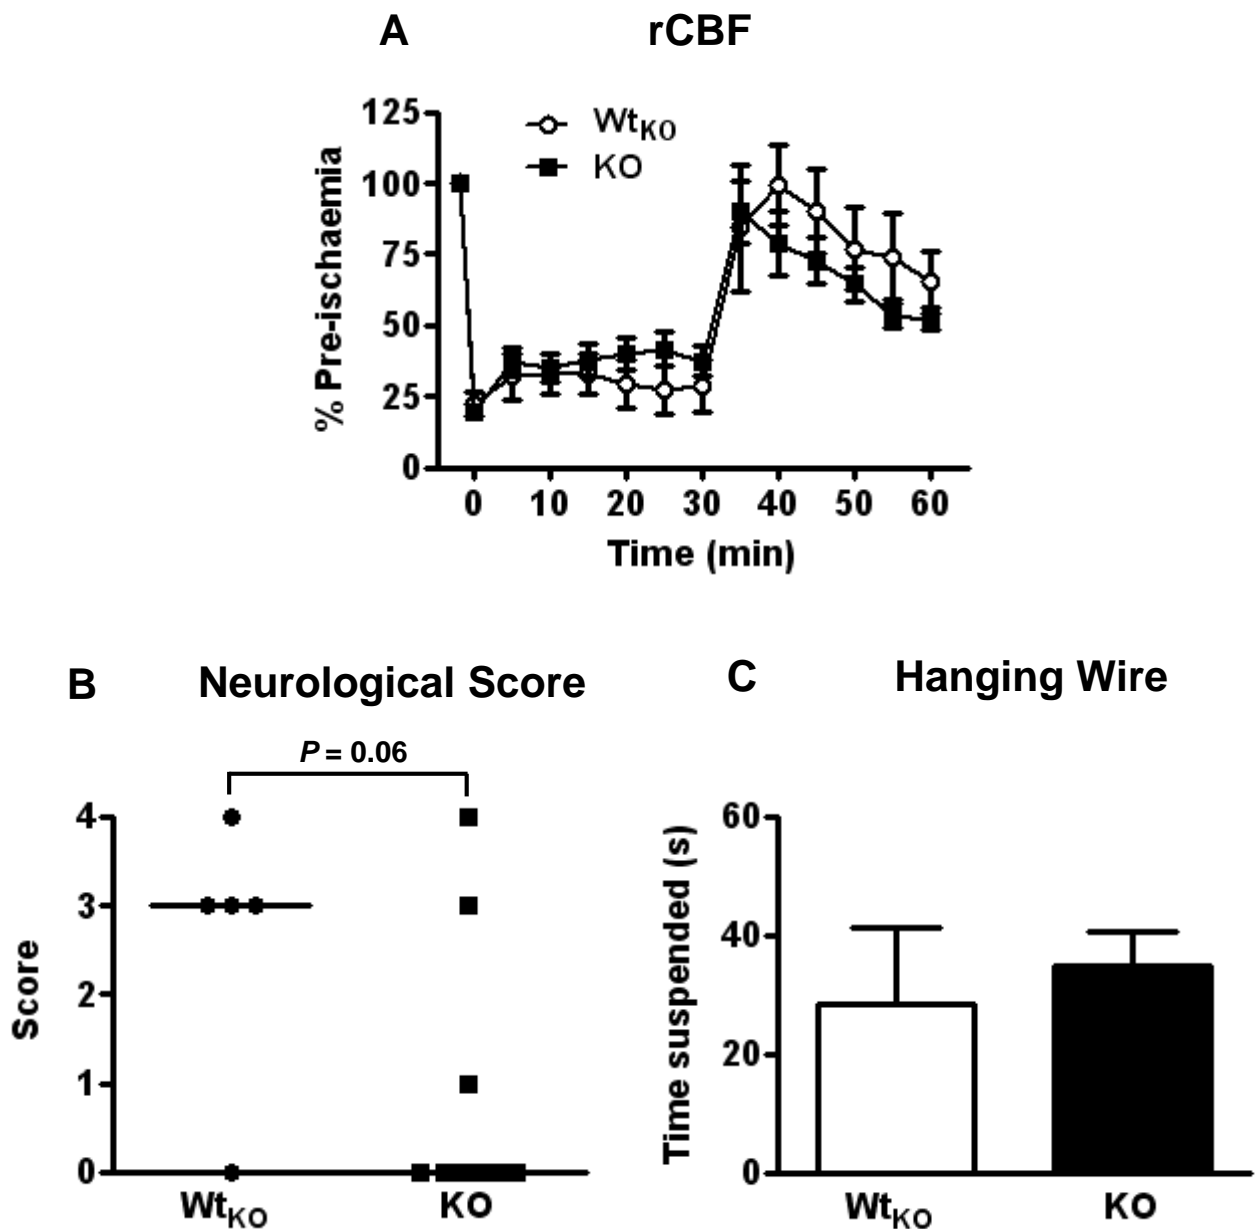 A rCBF
125
100
75
50
25
0
% Pre-ischaemia
Wt_KO
KO
0 10 20 30 40 50 60
Time (min)
B Neurological Score
P = 0.06
4
3
2
1
0
Score
Wt_KO KO
C Hanging Wire
60
40
20
0
Time suspended (s)
Wt_KO KO